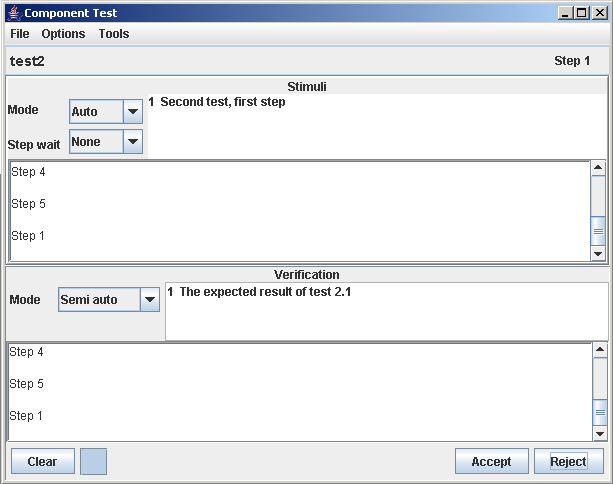 Component Test
File Options Tools
test2 Step 1
Stimuli
Mode Auto
1 Second test, first step
Step wait None
Step 4
Step 5
Step 1
Verification
Mode Semi auto
1 The expected result of test 2.1
Step 4
Step 5
Step 1
Clear Accept Reject